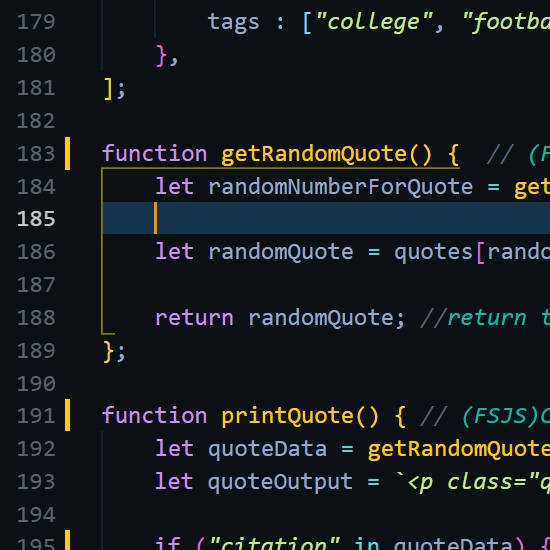 179 tags : ["college", "footba
180 },
181 ];
182
183 function getRandomQuote() { // (F
184 let randomNumberForQuote = get
185
186 let randomQuote = quotes[rando
187
188 return randomQuote; //return t
189 };
190
191 function printQuote() { // (FSJS)C
192 let quoteData = getRandomQuote
193 let quoteOutput = `<p class="q
194
195 if ("citation" in quoteData) {